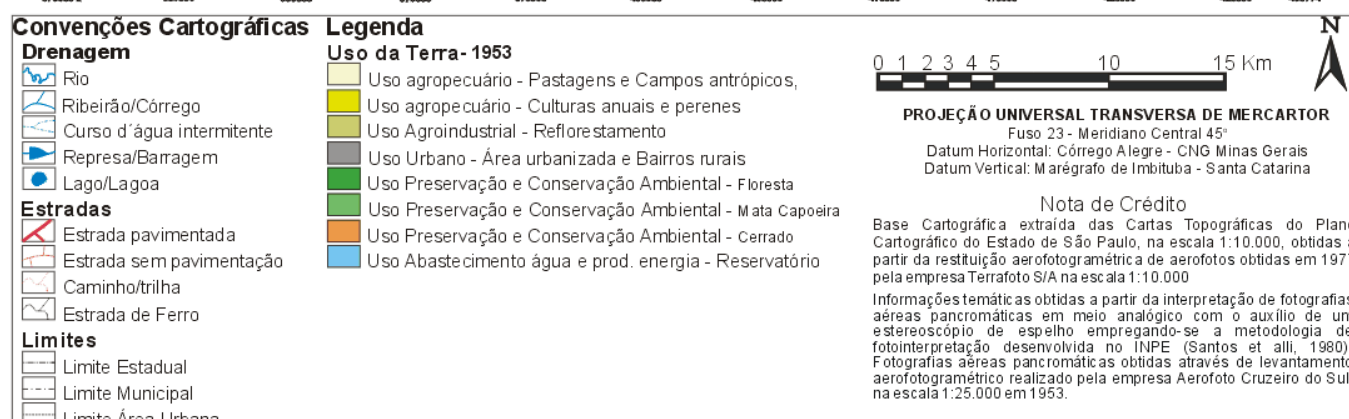 Convenções Cartográficas
Drenagem
Rio
Ribeirão/Córrego
Curso d´água intermitente
Represa/Barragem
Lago/Lagoa
Estradas
Estrada pavimentada
Estrada sem pavimentação
Caminho/trilha
Estrada de Ferro
Limites
Limite Estadual
Limite Municipal
Limite Área Urbana
Legenda
Uso da Terra- 1953
Uso agropecuário - Pastagens e Campos antrópicos,
Uso agropecuário - Culturas anuais e perenes
Uso Agroindustrial - Reflorestamento
Uso Urbano - Área urbanizada e Bairros rurais
Uso Preservação e Conservação Ambiental - Floresta
Uso Preservação e Conservação Ambiental - Mata Capoeira
Uso Preservação e Conservação Ambiental - Cerrado
Uso Abastecimento água e prod. energia - Reservatório
N
0 1 2 3 4 5 10 15 Km
PROJEÇÃO UNIVERSAL TRANSVERSA DE MERCARTOR
Fuso 23 - Meridiano Central 45°
Datum Horizontal: Córrego Alegre - CNG Minas Gerais
Datum Vertical: Marégrafo de Imbituba - Santa Catarina
Nota de Crédito
Base Cartográfica extraída das Cartas Topográficas do Plano
Cartográfico do Estado de São Paulo, na escala 1:10.000, obtidas a
partir da restituição aerofotogramétrica de aerofotos obtidas em 197
pela empresa Terrafoto S/A na escala 1:10.000
Informações temáticas obtidas a partir da interpretação de fotografias
aéreas pancromáticas em meio analógico com o auxílio de um
estereoscópio de espelho empregando-se a metodologia de
fotointerpretação desenvolvida no INPE (Santos et alli, 1980)
Fotografias aéreas pancromáticas obtidas através de levantamento
aerofotogramétrico realizado pela empresa Aerofoto Cruzeiro do Sul
na escala 1:25.000 em 1953.